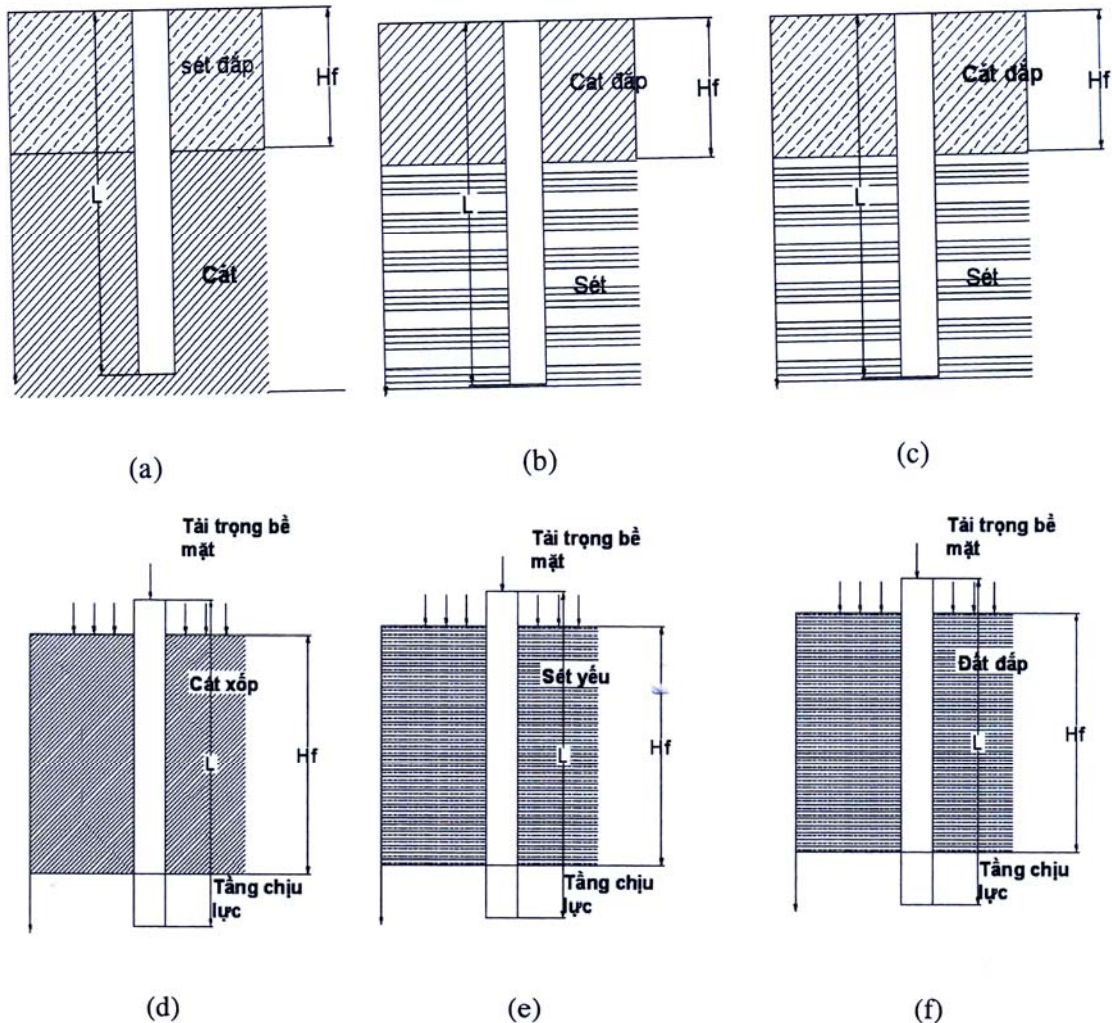 sét đắp
Hf
L
Cát
(a)
Cát đắp
Hf
L
Sét
(b)
Cát đắp
Hf
L
Sét
(c)
Tải trọng bề
mặt
Cát xốp
L
Hf
Tầng chịu
lực
(d)
Tải trọng bề
mặt
Sét yếu
L
Hf
Tầng chịu
lực
(e)
Tải trọng bề
mặt
Đất đắp
L
Hf
Tầng chịu
lực
(f)